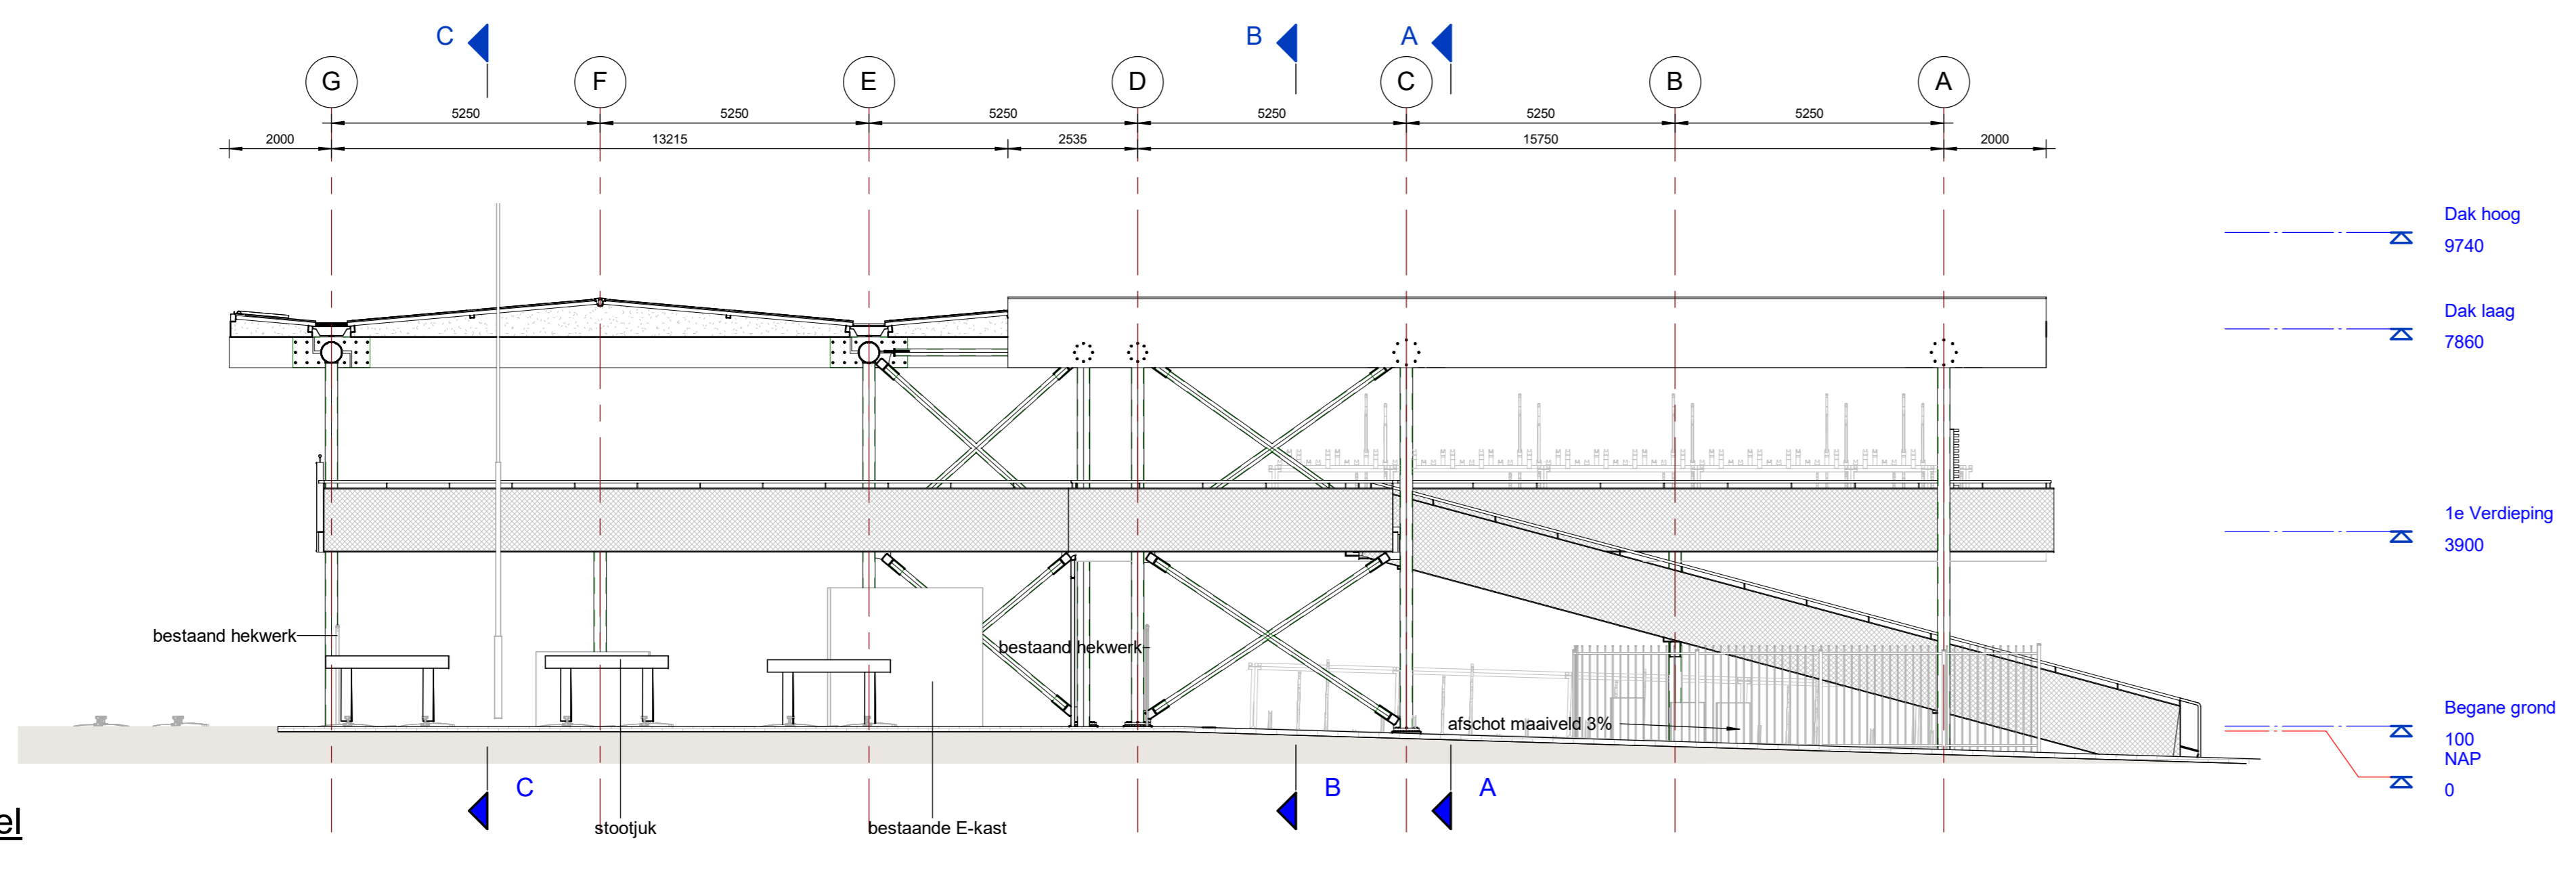 C B A
G F E D C B A
5250 5250 5250 5250 5250 5250
2000 13215 2535 15750 2000
Dak hoog
9740
Dak laag
7860
1e Verdieping
3900
bestaand hekwerk
bestaand hekwerk
Begane grond
afschot maaiveld 3%
100
NAP
0
C B A
el
stootjuk bestaande E-kast